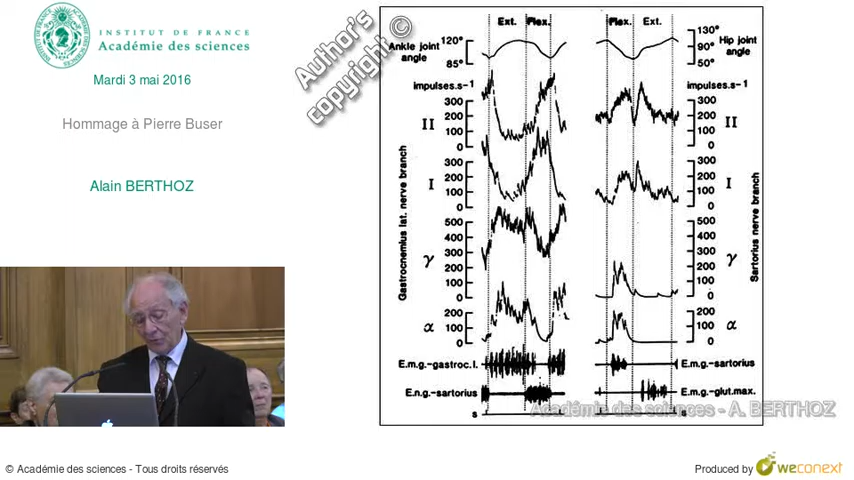 INSTITUT DE FRANCE
Académie des sciences
Mardi 3 mai 2016
Hommage à Pierre Buser
Alain BERTHOZ
Author's ©
copyright
Ext. Flex. Flex. Ext.
Ankle joint angle 120° 90° 130° 90° 50° Hip joint angle
impulses.s-1 impulses.s-1
300 200 100 0 II 300 200 100 0 II
300 200 100 0 I 300 200 100 0 I
500 400 300 200 100 0 γ 500 400 300 200 100 0 γ
200 100 0 α 200 100 0 α
Gastrocnemius lat. nerve branch
Sartorius nerve branch
E.m.g-gastroc.l. E.m.g-sartorius
E.n.g-sartorius E.m.g-glut.max.
s s
Académie des sciences - A. BERTHOZ
© Académie des sciences - Tous droits réservés
Produced by weconext